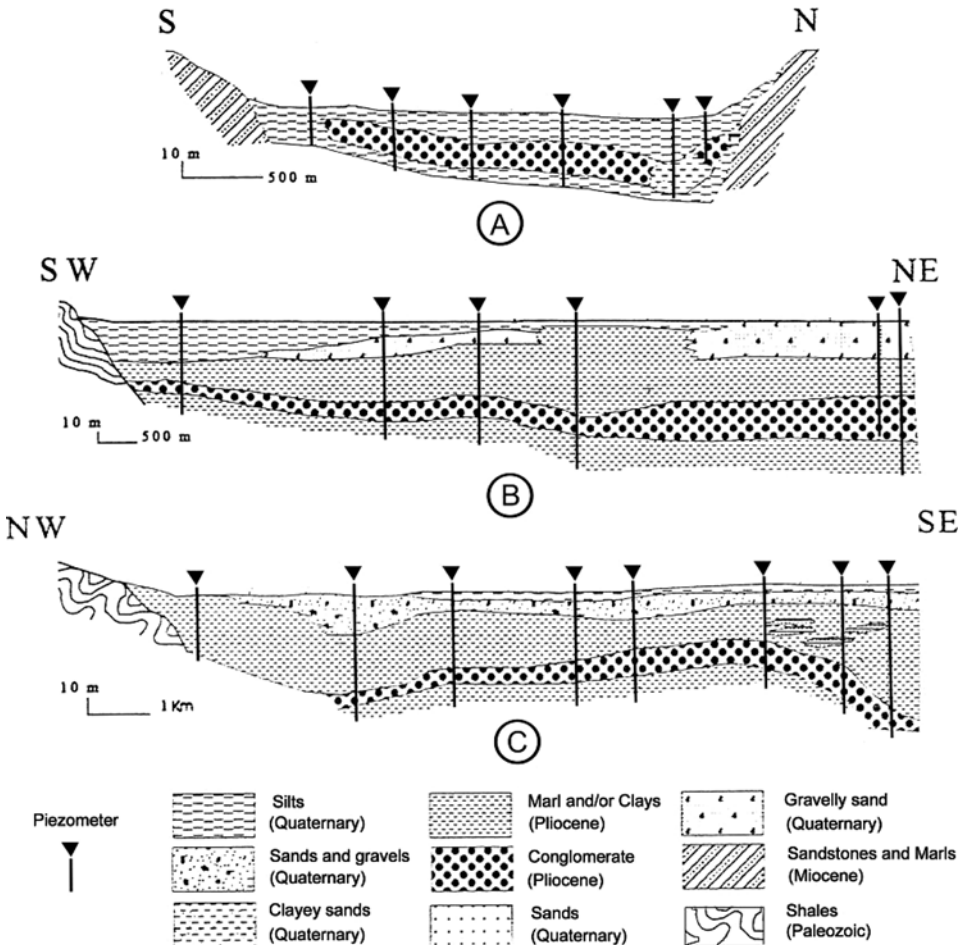 S N
10 m
500 m
A
SW NE
10 m
500 m
B
NW SE
10 m
1 Km
C
Piezometer
Silts
(Quaternary)
Marl and/or Clays
(Pliocene)
Gravelly sand
(Quaternary)
Sands and gravels
(Quaternary)
Conglomerate
(Pliocene)
Sandstones and Marls
(Miocene)
Clayey sands
(Quaternary)
Sands
(Quaternary)
Shales
(Paleozoic)